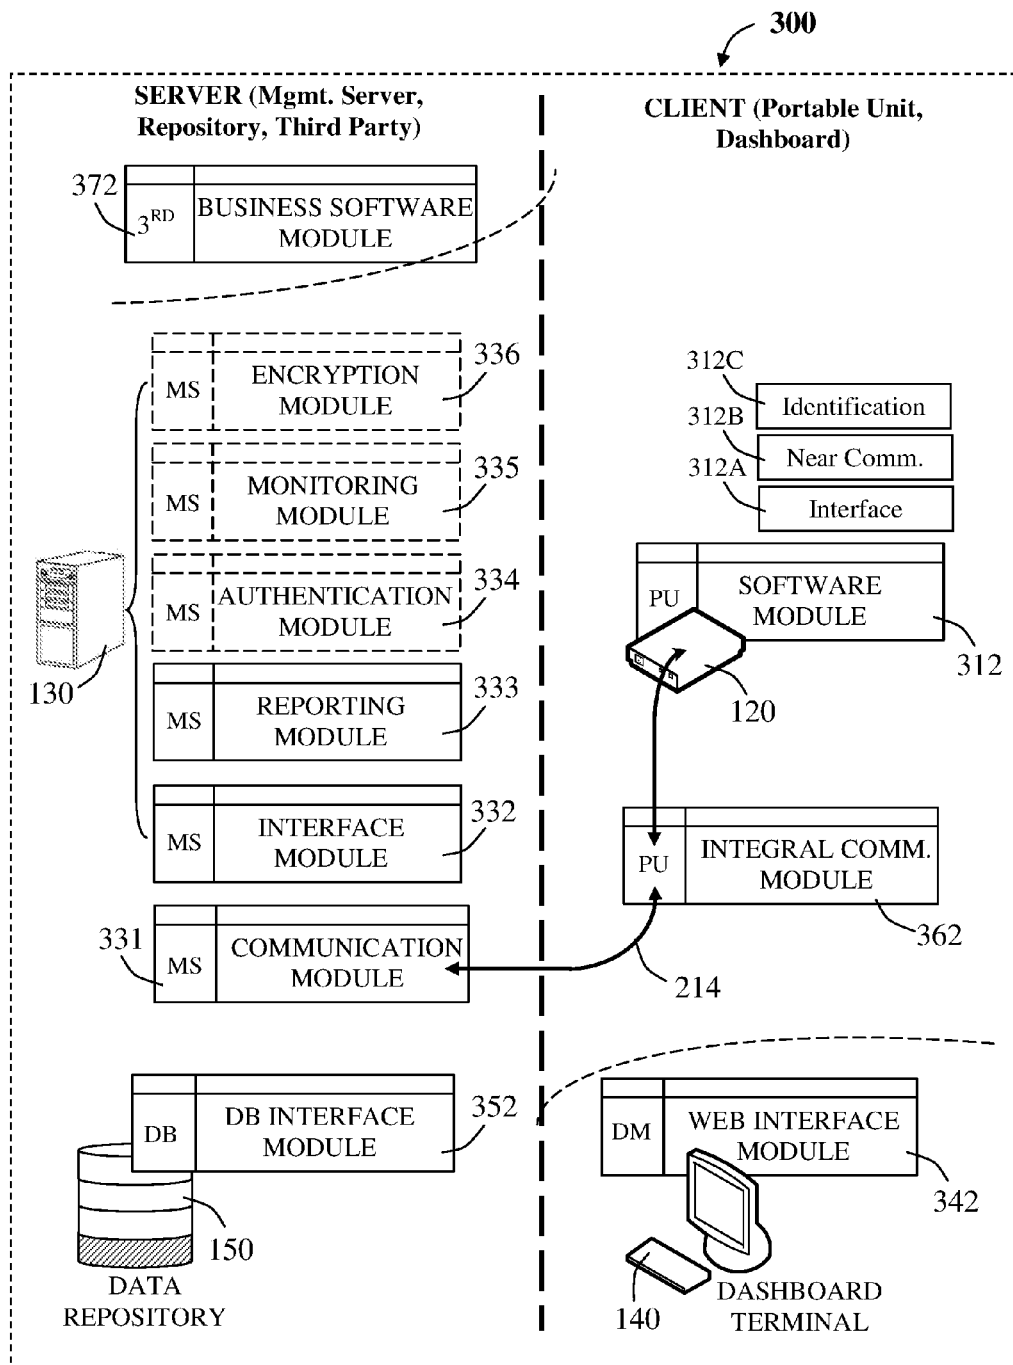 300
SERVER (Mgmt. Server,
Repository, Third Party)
CLIENT (Portable Unit,
Dashboard)
372
3RD
BUSINESS SOFTWARE
MODULE
MS
ENCRYPTION
MODULE
336
MS
MONITORING
MODULE
335
MS
AUTHENTICATION
MODULE
334
130
MS
REPORTING
MODULE
333
MS
INTERFACE
MODULE
332
331
MS
COMMUNICATION
MODULE
DB
DB INTERFACE
MODULE
352
150
DATA
REPOSITORY
312C
Identification
312B
Near Comm.
312A
Interface
PU
SOFTWARE
MODULE
312
120
PU
INTEGRAL COMM.
MODULE
362
214
DM
WEB INTERFACE
MODULE
342
140
DASHBOARD
TERMINAL